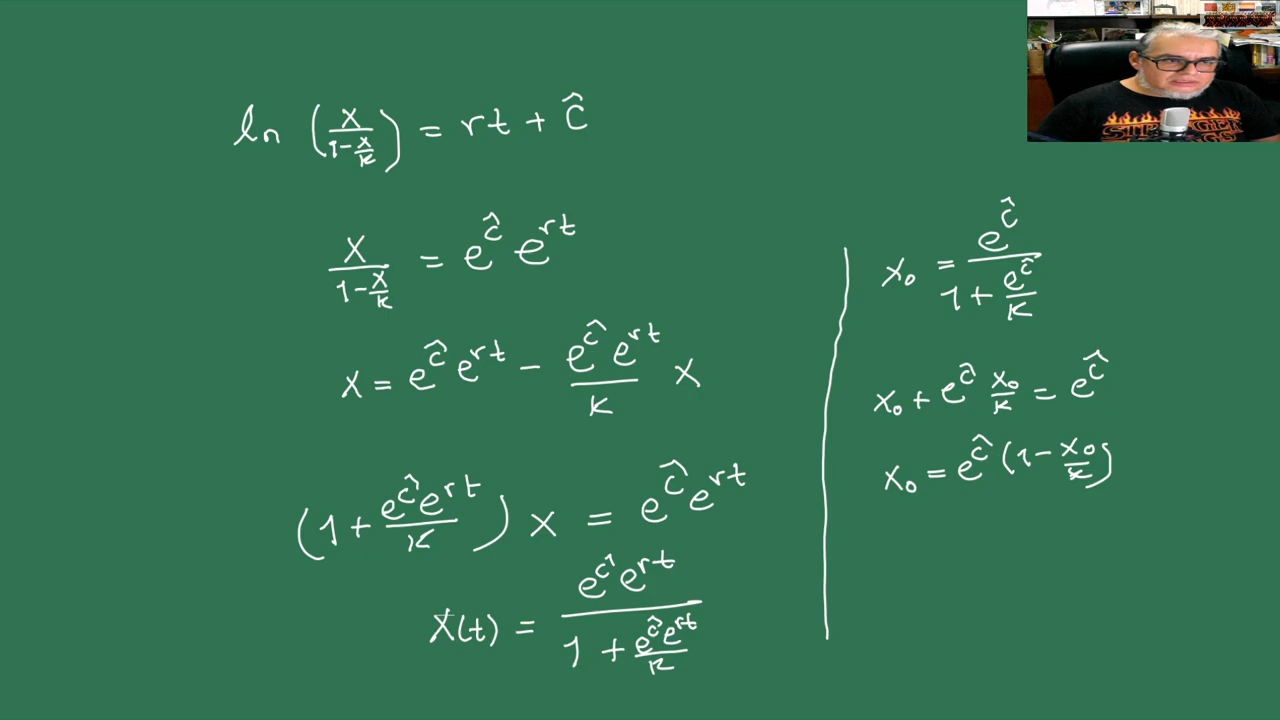 ln (x/(1-x/k)) = rt + ĉ
x/(1-x/k) = e^ĉ e^rt
x = e^ĉ e^rt - (e^ĉ e^rt)/k x
(1 + (e^ĉ e^rt)/k) x = e^ĉ e^rt
x(t) = (e^ĉ e^rt)/(1 + (e^ĉ e^rt)/k)
x₀ = e^ĉ/(1 + e^ĉ/k)
x₀ + e^ĉ x₀/k = e^ĉ
x₀ = e^ĉ (1 - x₀/k)
STRANGER